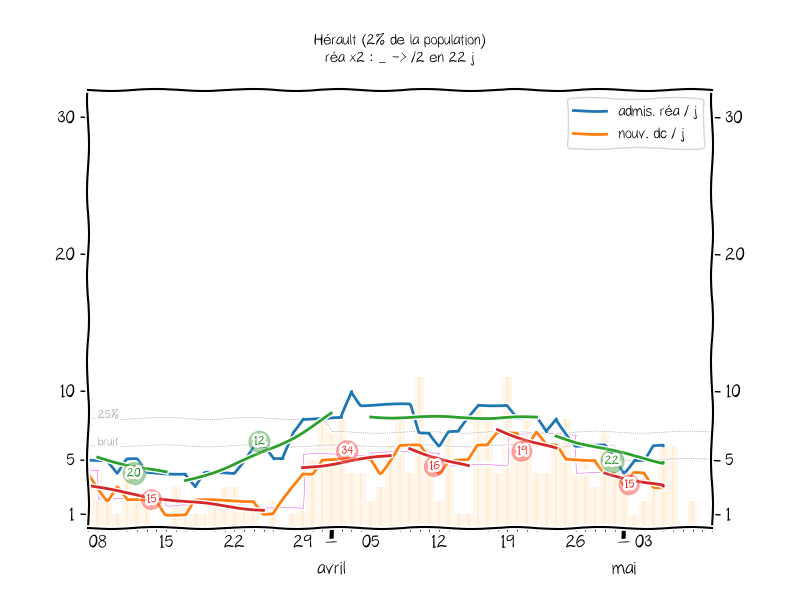 Hérault (2% de la population)
réa x2 : _ -> /2 en 22 j
admis. réa / j
nouv. dc / j
30
30
20
20
10
10
25%
bruit
5
5
1
1
20
15
12
34
16
19
22
15
08 15 22 29 05 12 19 26 03
avril mai